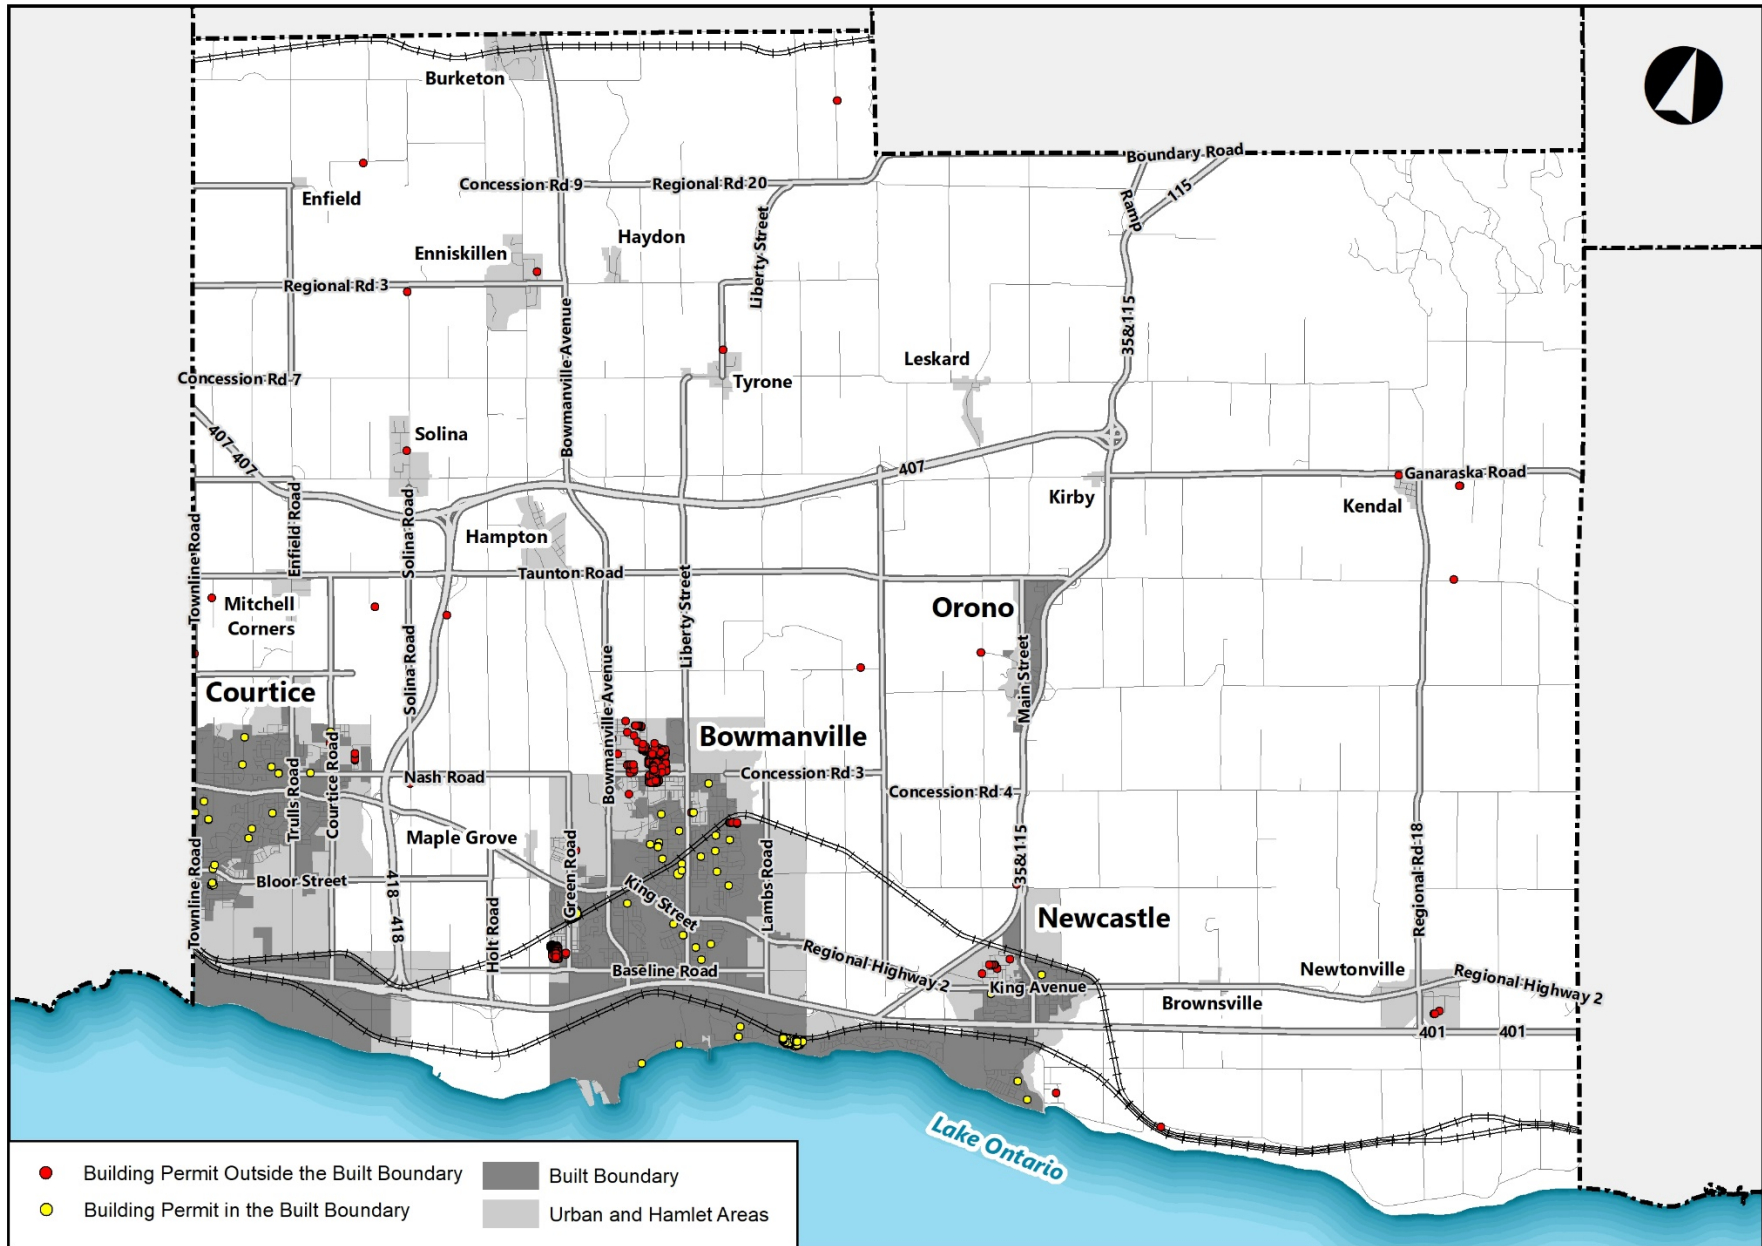 Burketon
Boundary Road
Concession Rd 9
Regional Rd 20
Ramp
115
Enfield
Liberty Street
Haydon
Enniskillen
Regional Rd 3
Bowmanville Avenue
35&115
Leskard
Concession Rd 7
Tyrone
407
407
Solina
407
Ganaraska Road
Kirby
Kendal
Townline Road
Enfield Road
Solina Road
Hampton
Taunton Road
Liberty Street
Mitchell
Corners
Orono
Solina Road
Bowmanville Avenue
Main Street
Courtice
Bowmanville
Nash Road
Concession Rd 3
Concession Rd 4
Trulls Road
Courtice Road
Maple Grove
Green Road
35&115
Regional Rd 18
Townline Road
Bloor Street
418
418
Holt Road
King Street
Lambs Road
Newcastle
Baseline Road
Regional Highway 2
King Avenue
Brownsville
Newtonville
Regional Highway 2
401
401
Lake Ontario
Building Permit Outside the Built Boundary
Building Permit in the Built Boundary
Built Boundary
Urban and Hamlet Areas